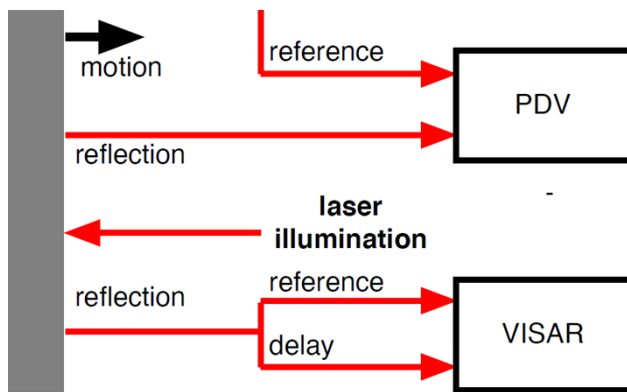 motion
reference
PDV
reflection
-
laser
illumination
reflection
reference
delay
VISAR